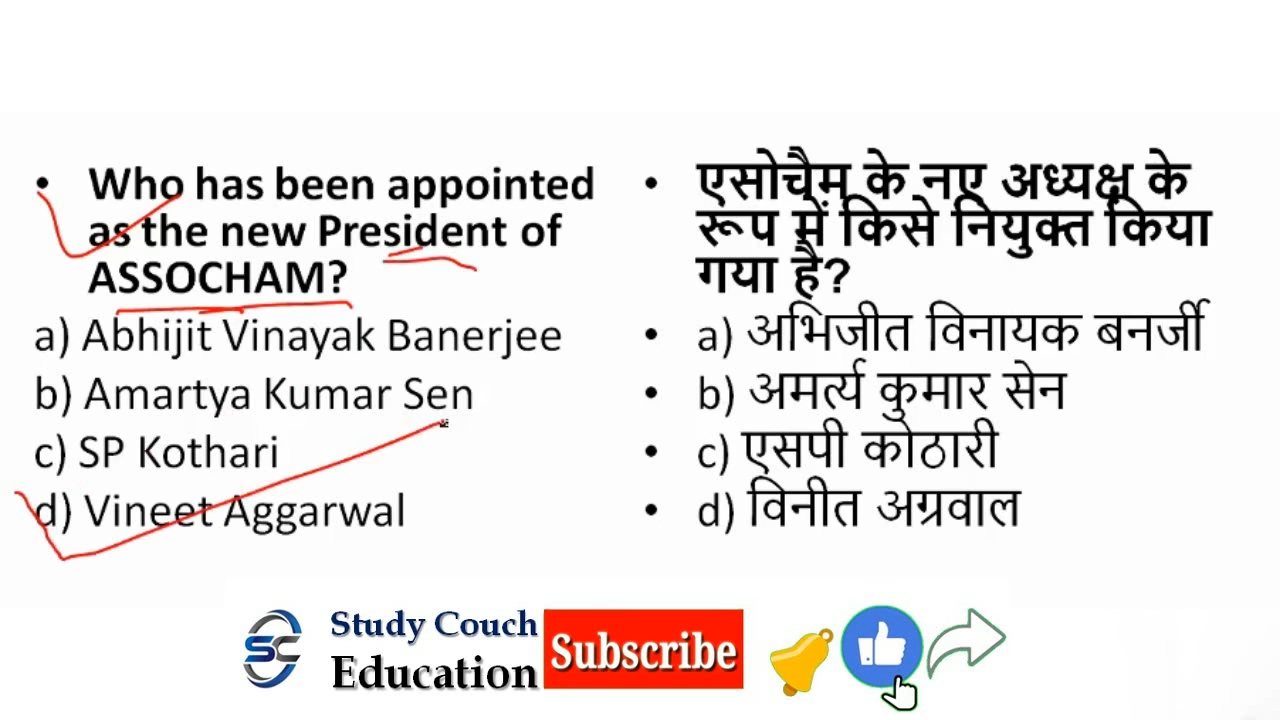 • Who has been appointed
as the new President of
ASSOCHAM?
a) Abhijit Vinayak Banerjee
b) Amartya Kumar Sen
c) SP Kothari
d) Vineet Aggarwal
• एसोचैम के नए अध्यक्ष के
रूप में किसे नियुक्त किया
गया है?
• a) अभिजीत विनायक बनर्जी
• b) अमर्त्य कुमार सेन
• c) एसपी कोठारी
• d) विनीत अग्रवाल
SC
Study Couch
Education
Subscribe